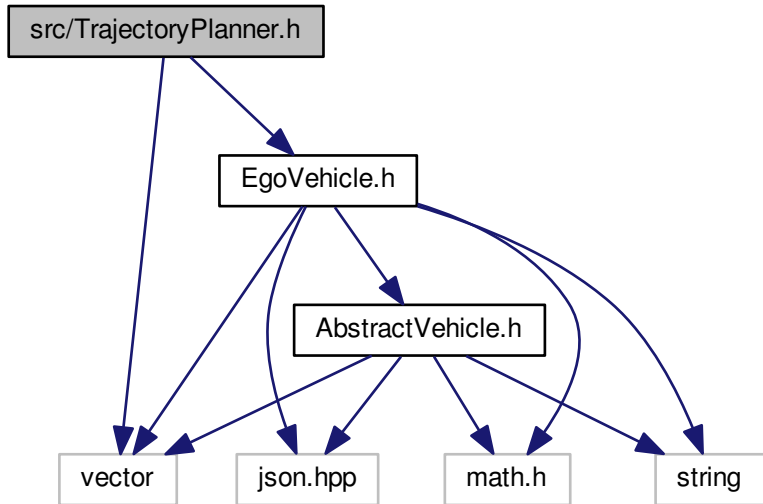 src/TrajectoryPlanner.h
EgoVehicle.h
AbstractVehicle.h
vector
json.hpp
math.h
string